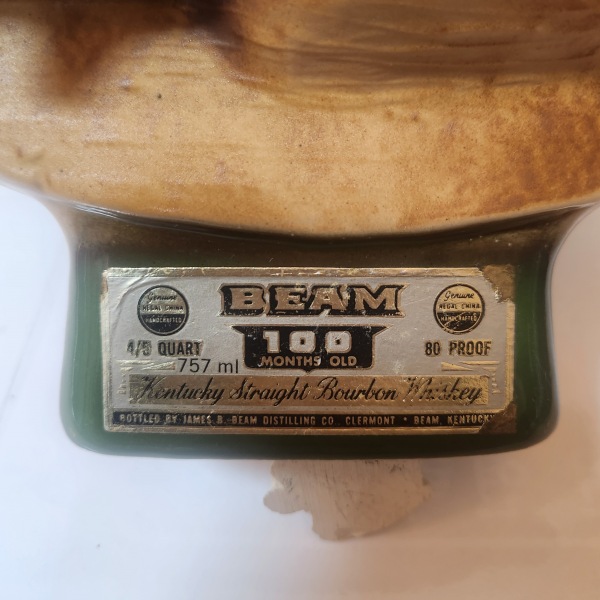 Genuine
REGAL CHINA
HANDCRAFTED
BEAM
Genuine
REGAL CHINA
HANDCRAFTED
4/5 QUART
757 ml
100
MONTHS OLD
80 PROOF
Kentucky Straight Bourbon Whiskey
BOTTLED BY JAMES B. BEAM DISTILLING CO. CLERMONT • BEAM, KENTUCKY